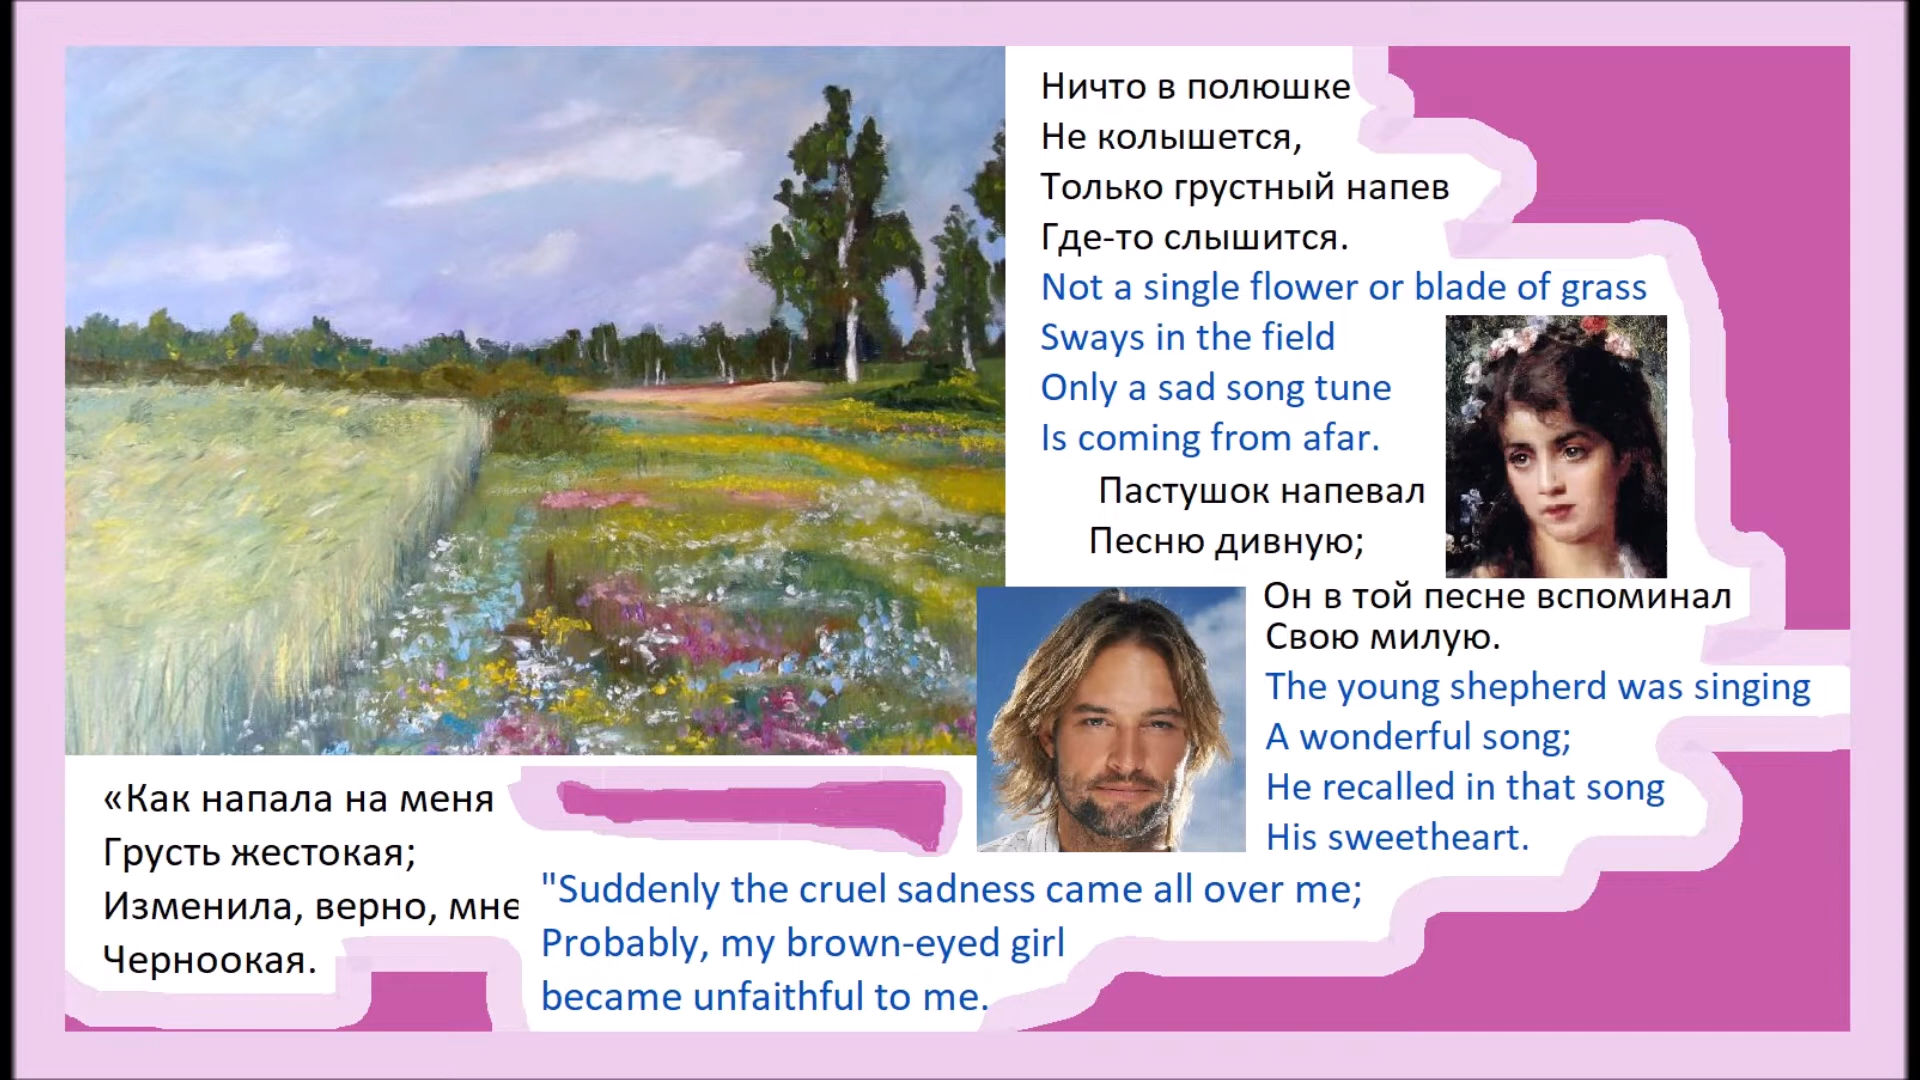 Ничто в полюшке
Не колышется,
Только грустный напев
Где-то слышится.
Not a single flower or blade of grass
Sways in the field
Only a sad song tune
Is coming from afar.
Пастушок напевал
Песню дивную;
Он в той песне вспоминал
Свою милую.
The young shepherd was singing
A wonderful song;
He recalled in that song
His sweetheart.
«Как напала на меня
Грусть жестокая;
Изменила, верно, мне
Черноокая.
"Suddenly the cruel sadness came all over me;
Probably, my brown-eyed girl
became unfaithful to me.